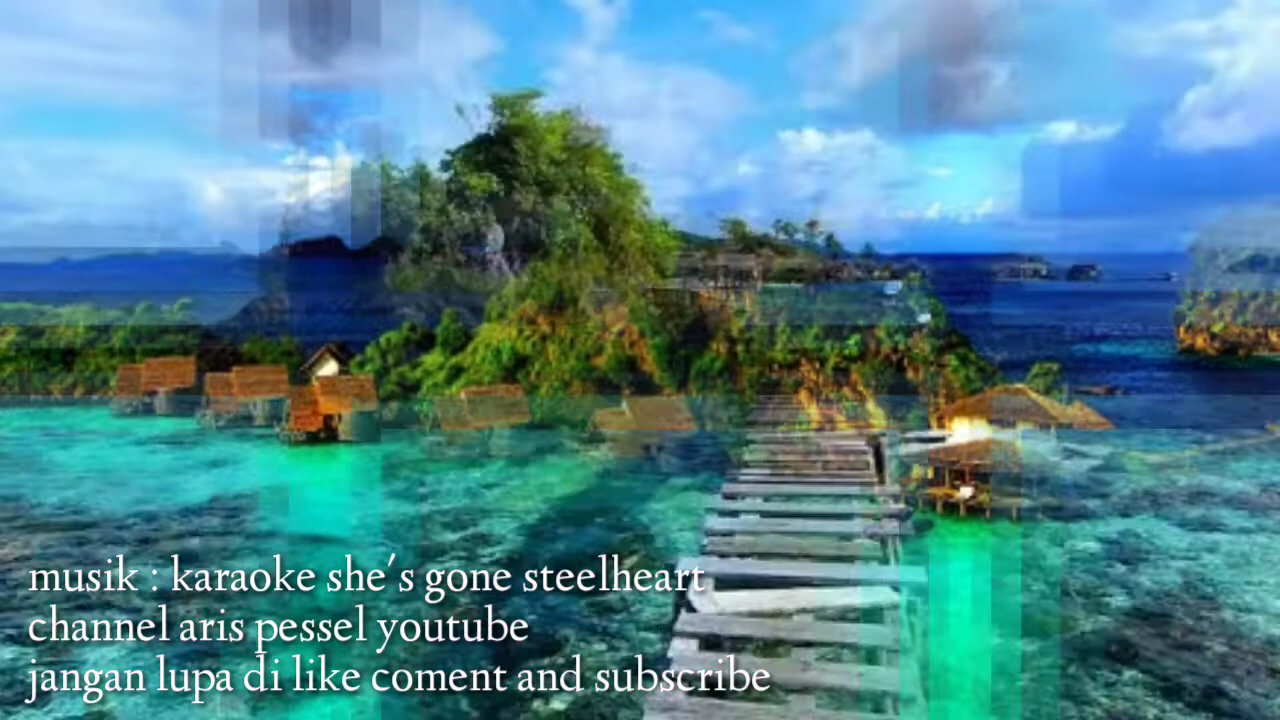 musik : karaoke she's gone steelheart
channel aris pessel youtube
jangan lupa di like coment and subscribe